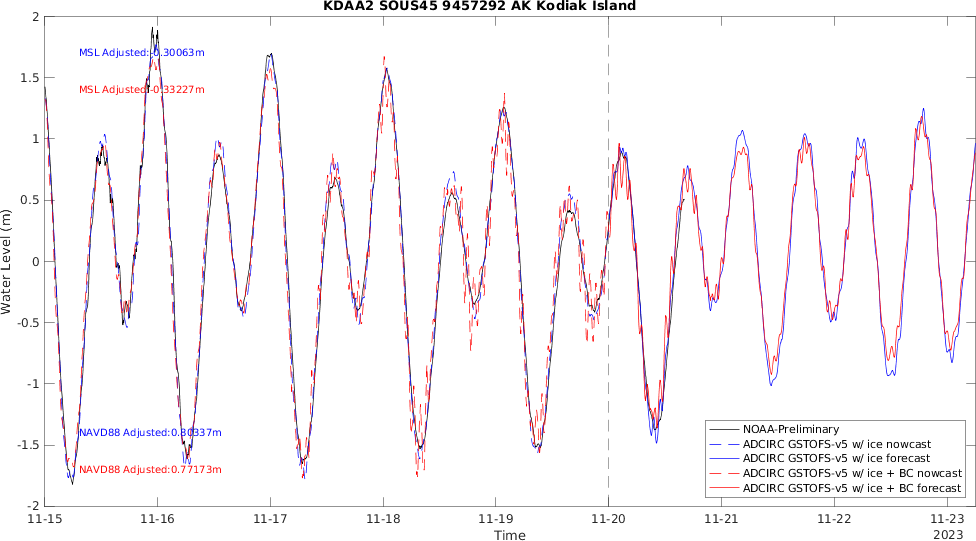 KDAA2 SOUS45 9457292 AK Kodiak Island
2
MSL Adjusted:-0.30063m
1.5
MSL Adjusted:-0.33227m
1
0.5
0
Water Level (m)
-0.5
-1
NAVD88 Adjusted:0.80337m
-1.5
NAVD88 Adjusted:0.77173m
-2
NOAA-Preliminary
ADCIRC GSTOFS-v5 w/ ice nowcast
ADCIRC GSTOFS-v5 w/ ice forecast
ADCIRC GSTOFS-v5 w/ ice + BC nowcast
ADCIRC GSTOFS-v5 w/ ice + BC forecast
11-15 11-16 11-17 11-18 11-19 11-20 11-21 11-22 11-23
Time
2023